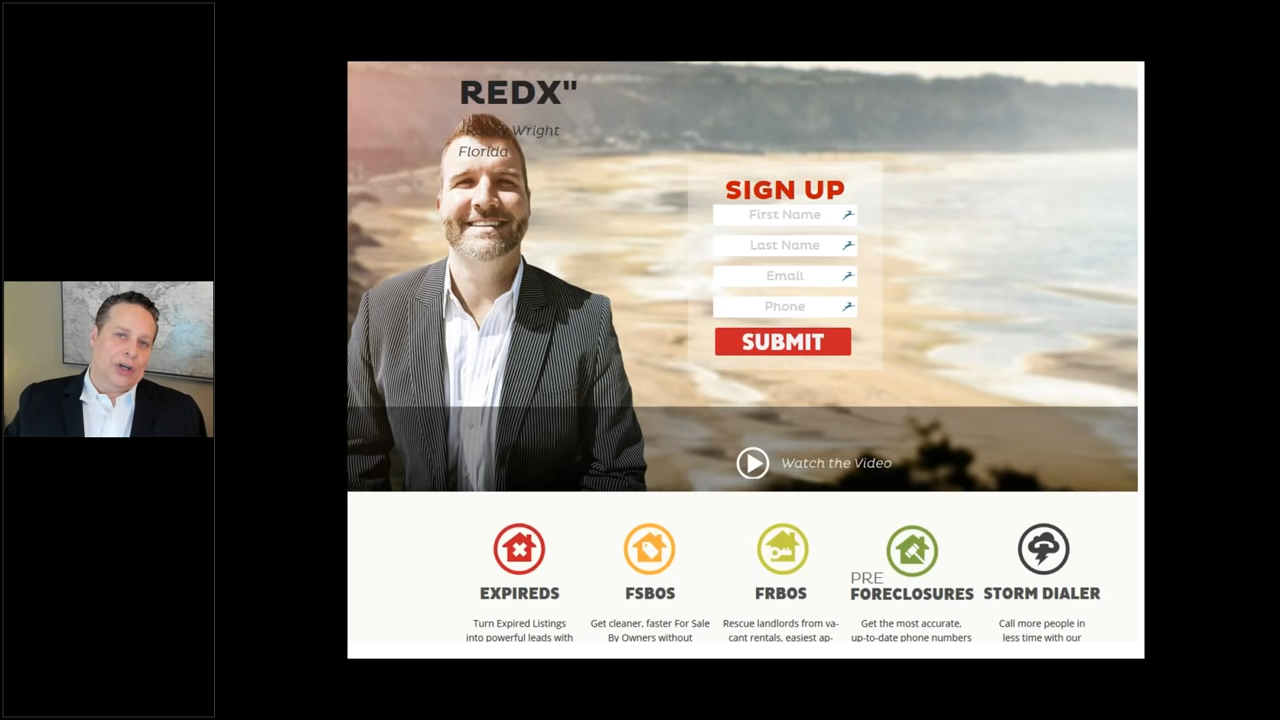 REDX"
-Rocky Wright
Florida
SIGN UP
First Name
Last Name
Email
Phone
SUBMIT
Watch the Video
EXPIREDS
Turn Expired Listings
into powerful leads with
FSBOS
Get cleaner, faster For Sale
By Owners without
FRBOS
Rescue landlords from va-
cant rentals, easiest ap-
PRE
FORECLOSURES
Get the most accurate,
up-to-date phone numbers
STORM DIALER
Call more people in
less time with our